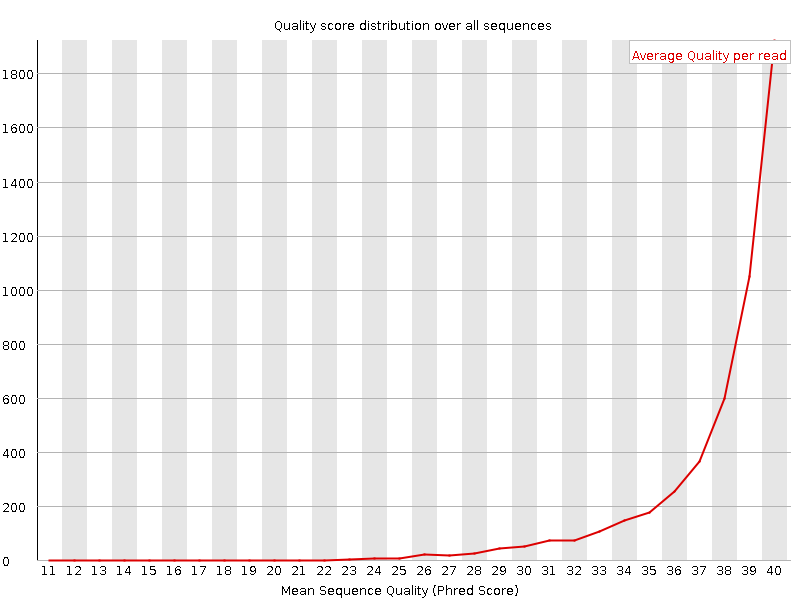 Quality score distribution over all sequences
Average Quality per read
1800
1600
1400
1200
1000
800
600
400
200
0
11 12 13 14 15 16 17 18 19 20 21 22 23 24 25 26 27 28 29 30 31 32 33 34 35 36 37 38 39 40
Mean Sequence Quality (Phred Score)